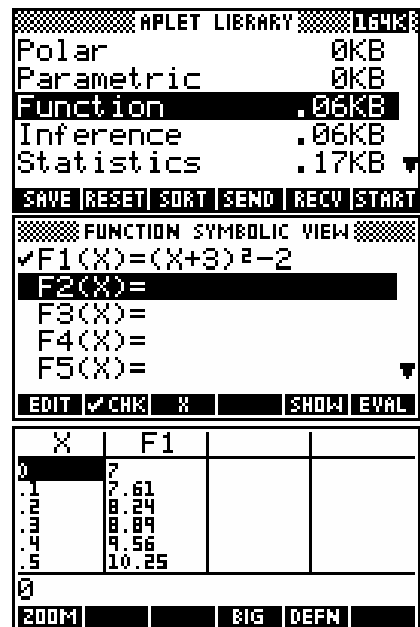 APLET LIBRARY 164K
Polar 0KB
Parametric 0KB
Function .06KB
Inference .06KB
Statistics .17KB ▼
SAVE RESET SORT SEND RECV START
FUNCTION SYMBOLIC VIEW
✓F1(X)=(X+3)²-2
F2(X)=
F3(X)=
F4(X)=
F5(X)= ▼
EDIT ✓CHK X SHOW EVAL
X F1
0 7
.1 7.61
.2 8.24
.3 8.89
.4 9.56
.5 10.25
0
ZOOM BIG DEFN